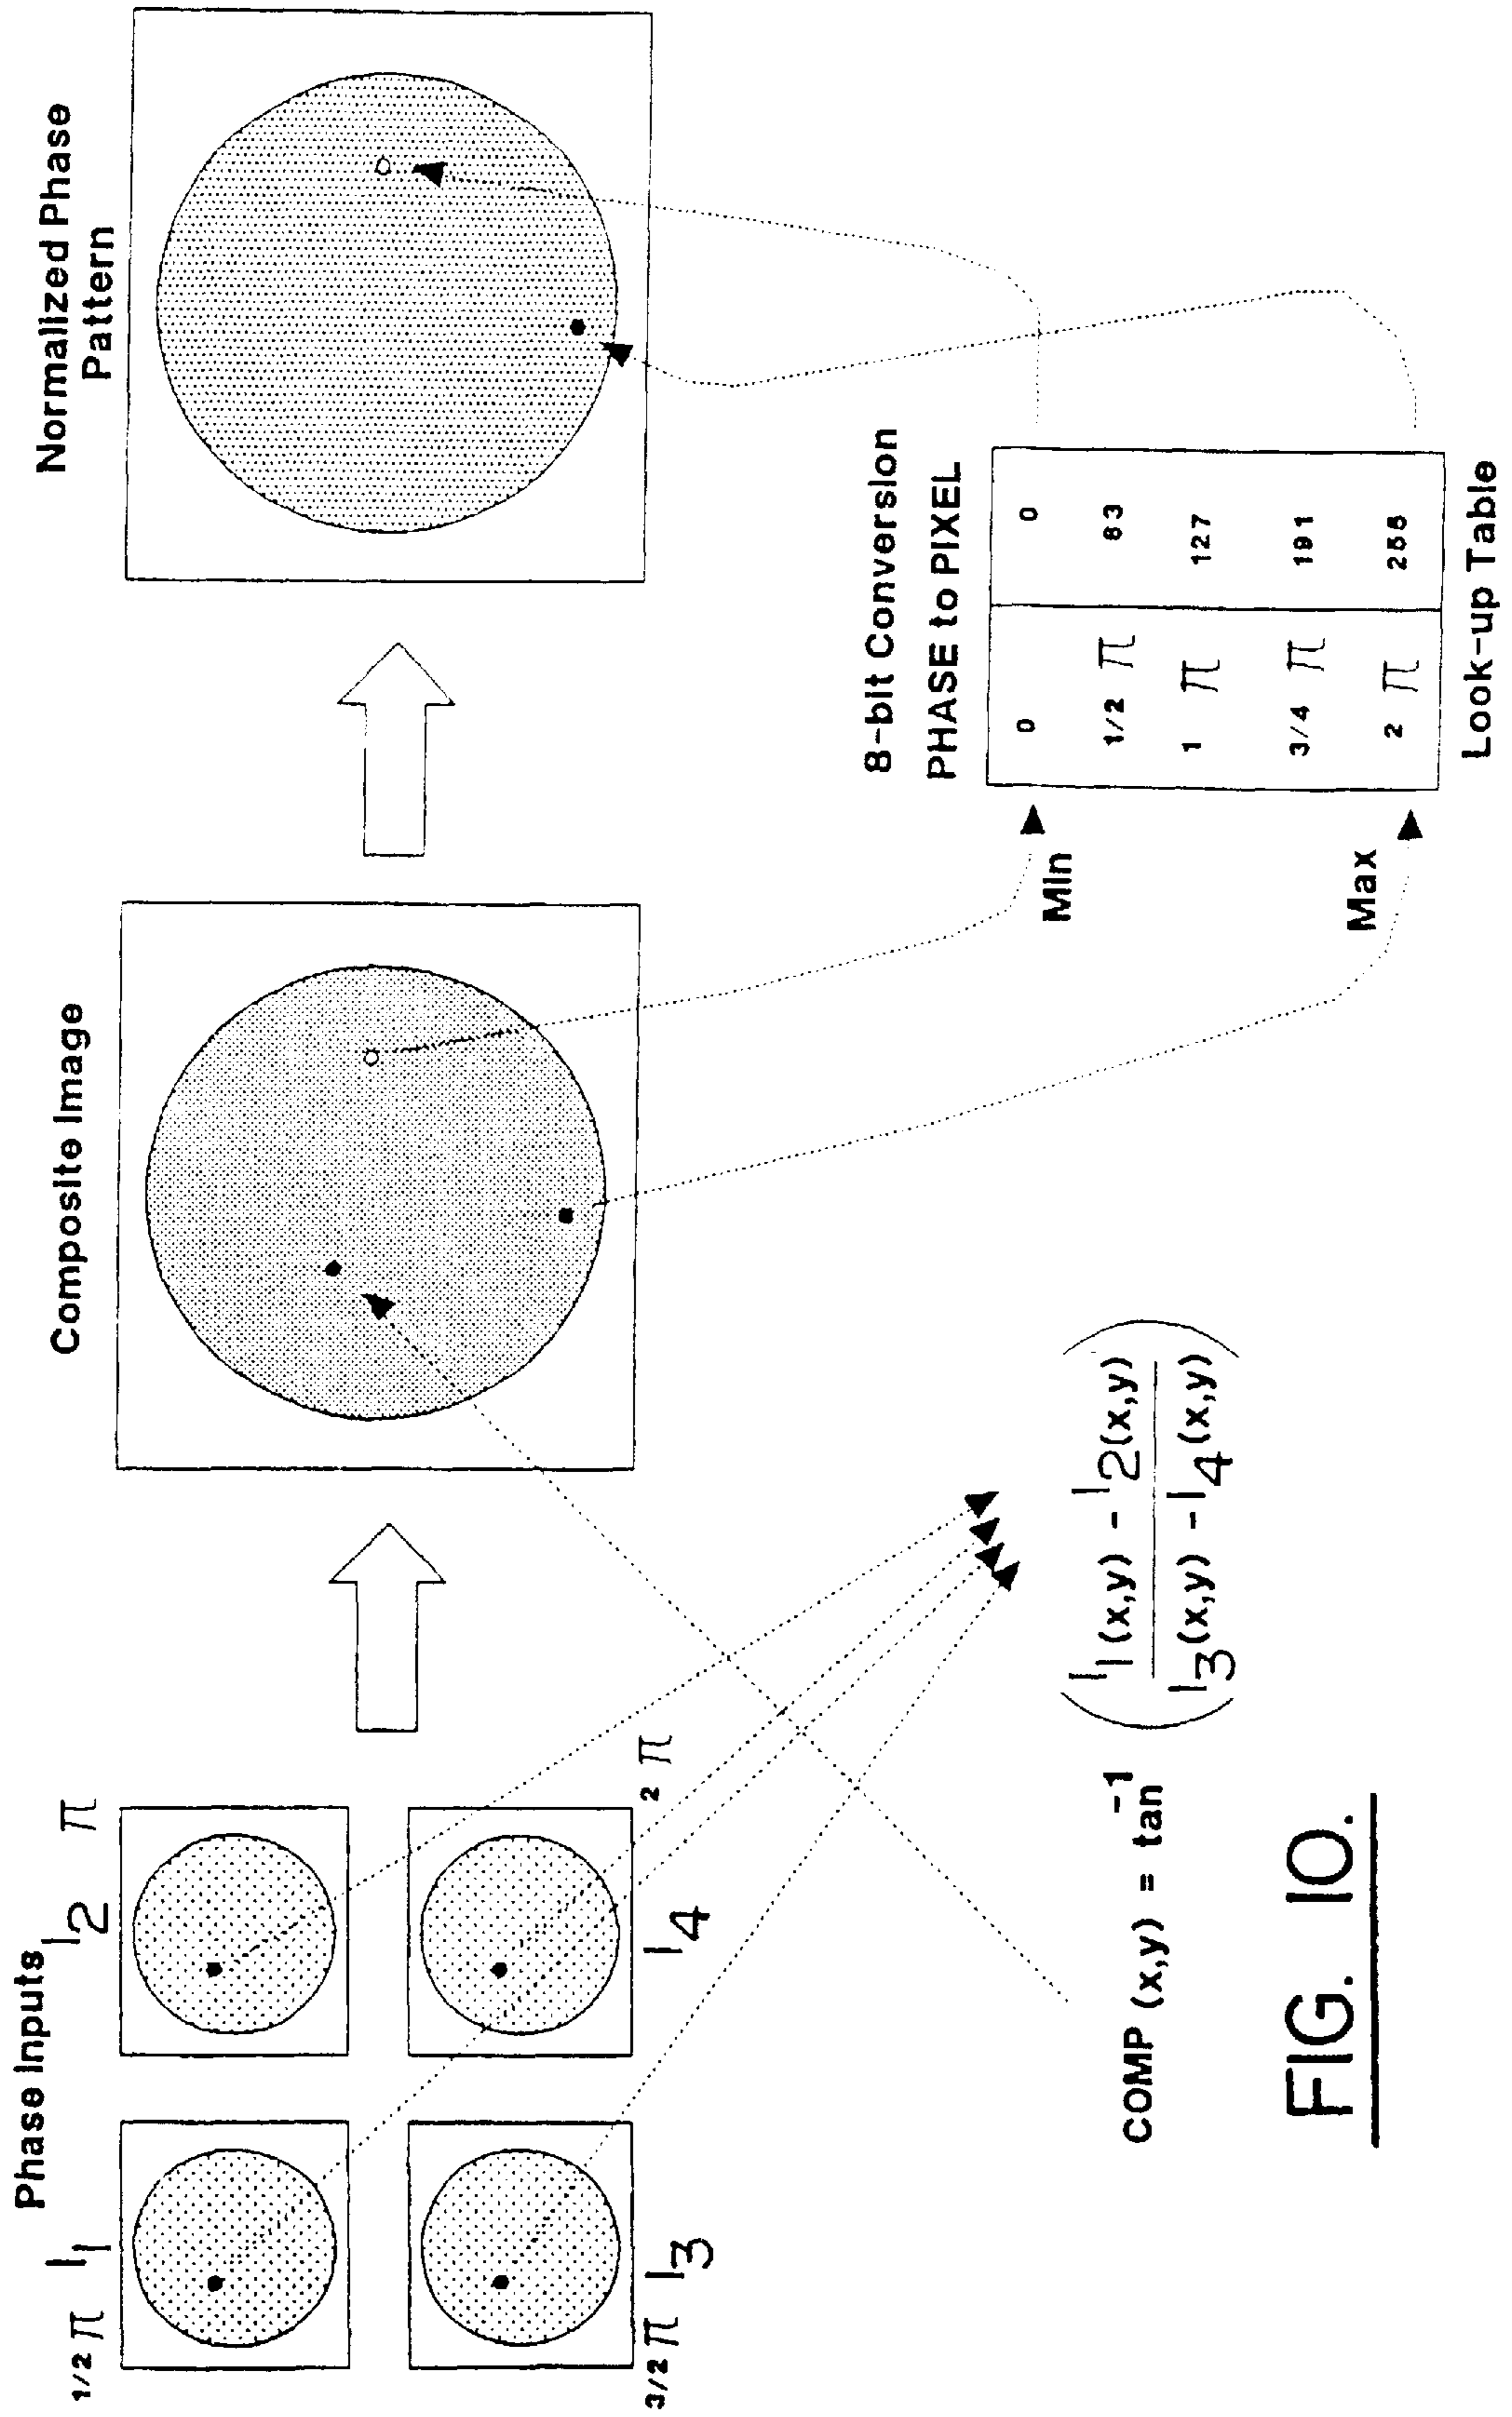 Phase Inputs
1/2 π I1
I2 π
3/2 π I3
I4 2 π
Composite Image
Normalized Phase
Pattern
COMP (x,y) = tan-1 ( I1(x,y) - I2(x,y)
I3(x,y) - I4(x,y) )
8-bit Conversion
PHASE to PIXEL
Min
0 0
1/2 π 63
1 π 127
3/4 π 191
Max
2 π 255
Look-up Table
FIG. 10.